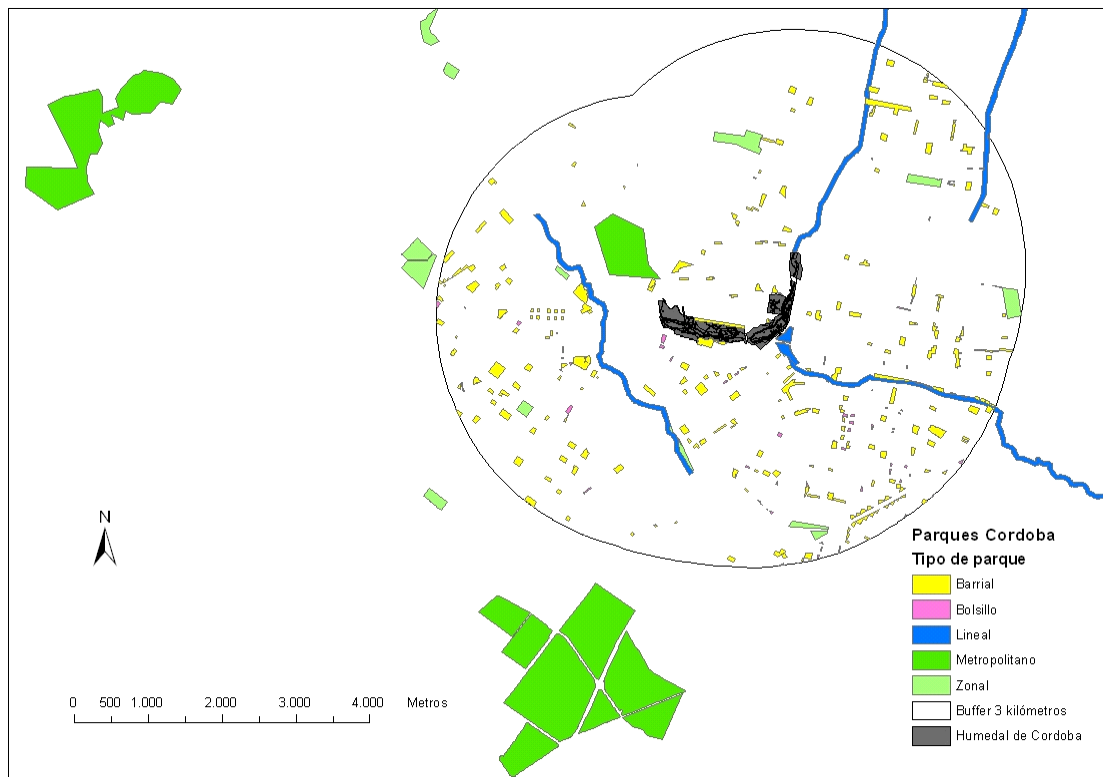 N
0 500 1.000 2.000 3.000 4.000 Metros
Parques Cordoba
Tipo de parque
Barrial
Bolsillo
Lineal
Metropolitano
Zonal
Buffer 3 kilómetros
Humedal de Cordoba